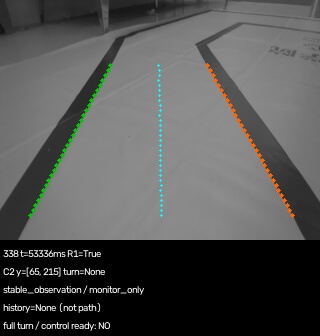 338 t=53336ms R1=True
C2 y=[65, 215] turn=None
stable_observation / monitor_only
history=None (not path)
full turn / control ready: NO